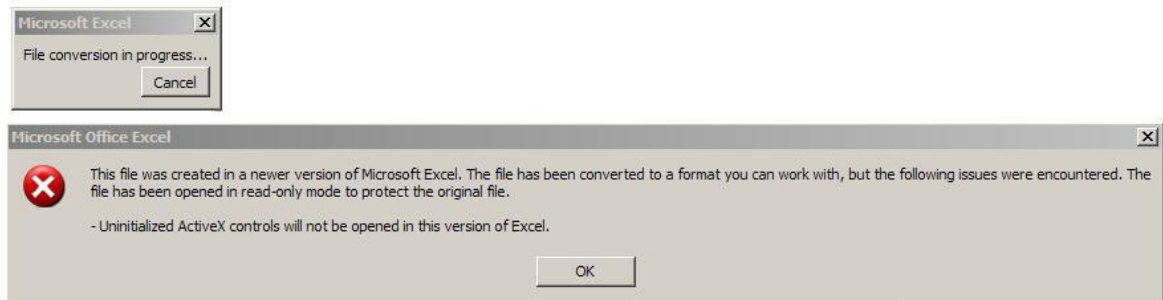 Microsoft Excel
File conversion in progress...
Cancel
Microsoft Office Excel
This file was created in a newer version of Microsoft Excel. The file has been converted to a format you can work with, but the following issues were encountered. The
file has been opened in read-only mode to protect the original file.
- Uninitialized ActiveX controls will not be opened in this version of Excel.
OK